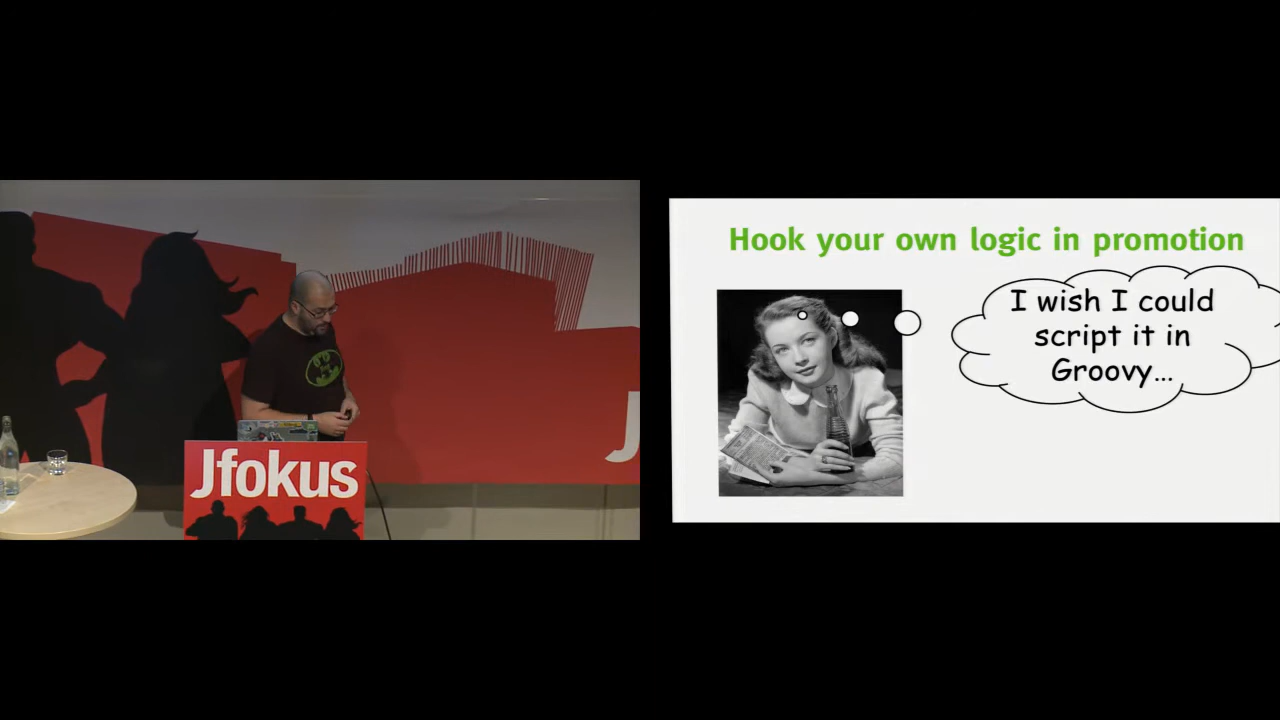 Jfokus
J
Hook your own logic in promotion
I wish I could
script it in
Groovy...